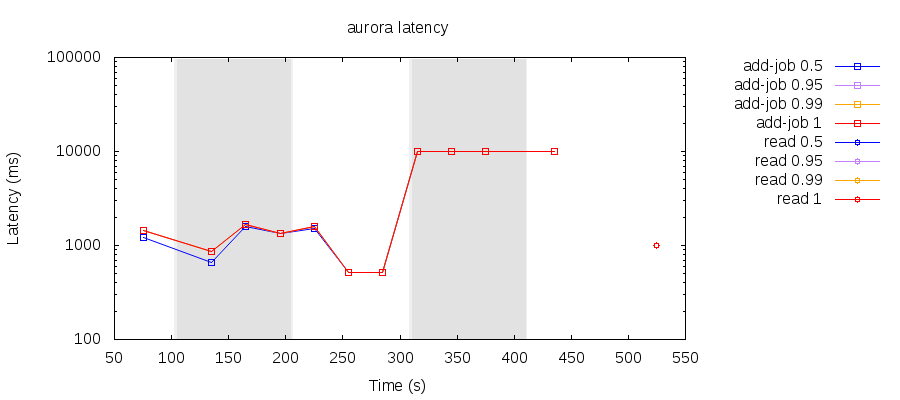 aurora latency
100000
10000
1000
100
Latency (ms)
50 100 150 200 250 300 350 400 450 500 550
Time (s)
add-job 0.5
add-job 0.95
add-job 0.99
add-job 1
read 0.5
read 0.95
read 0.99
read 1